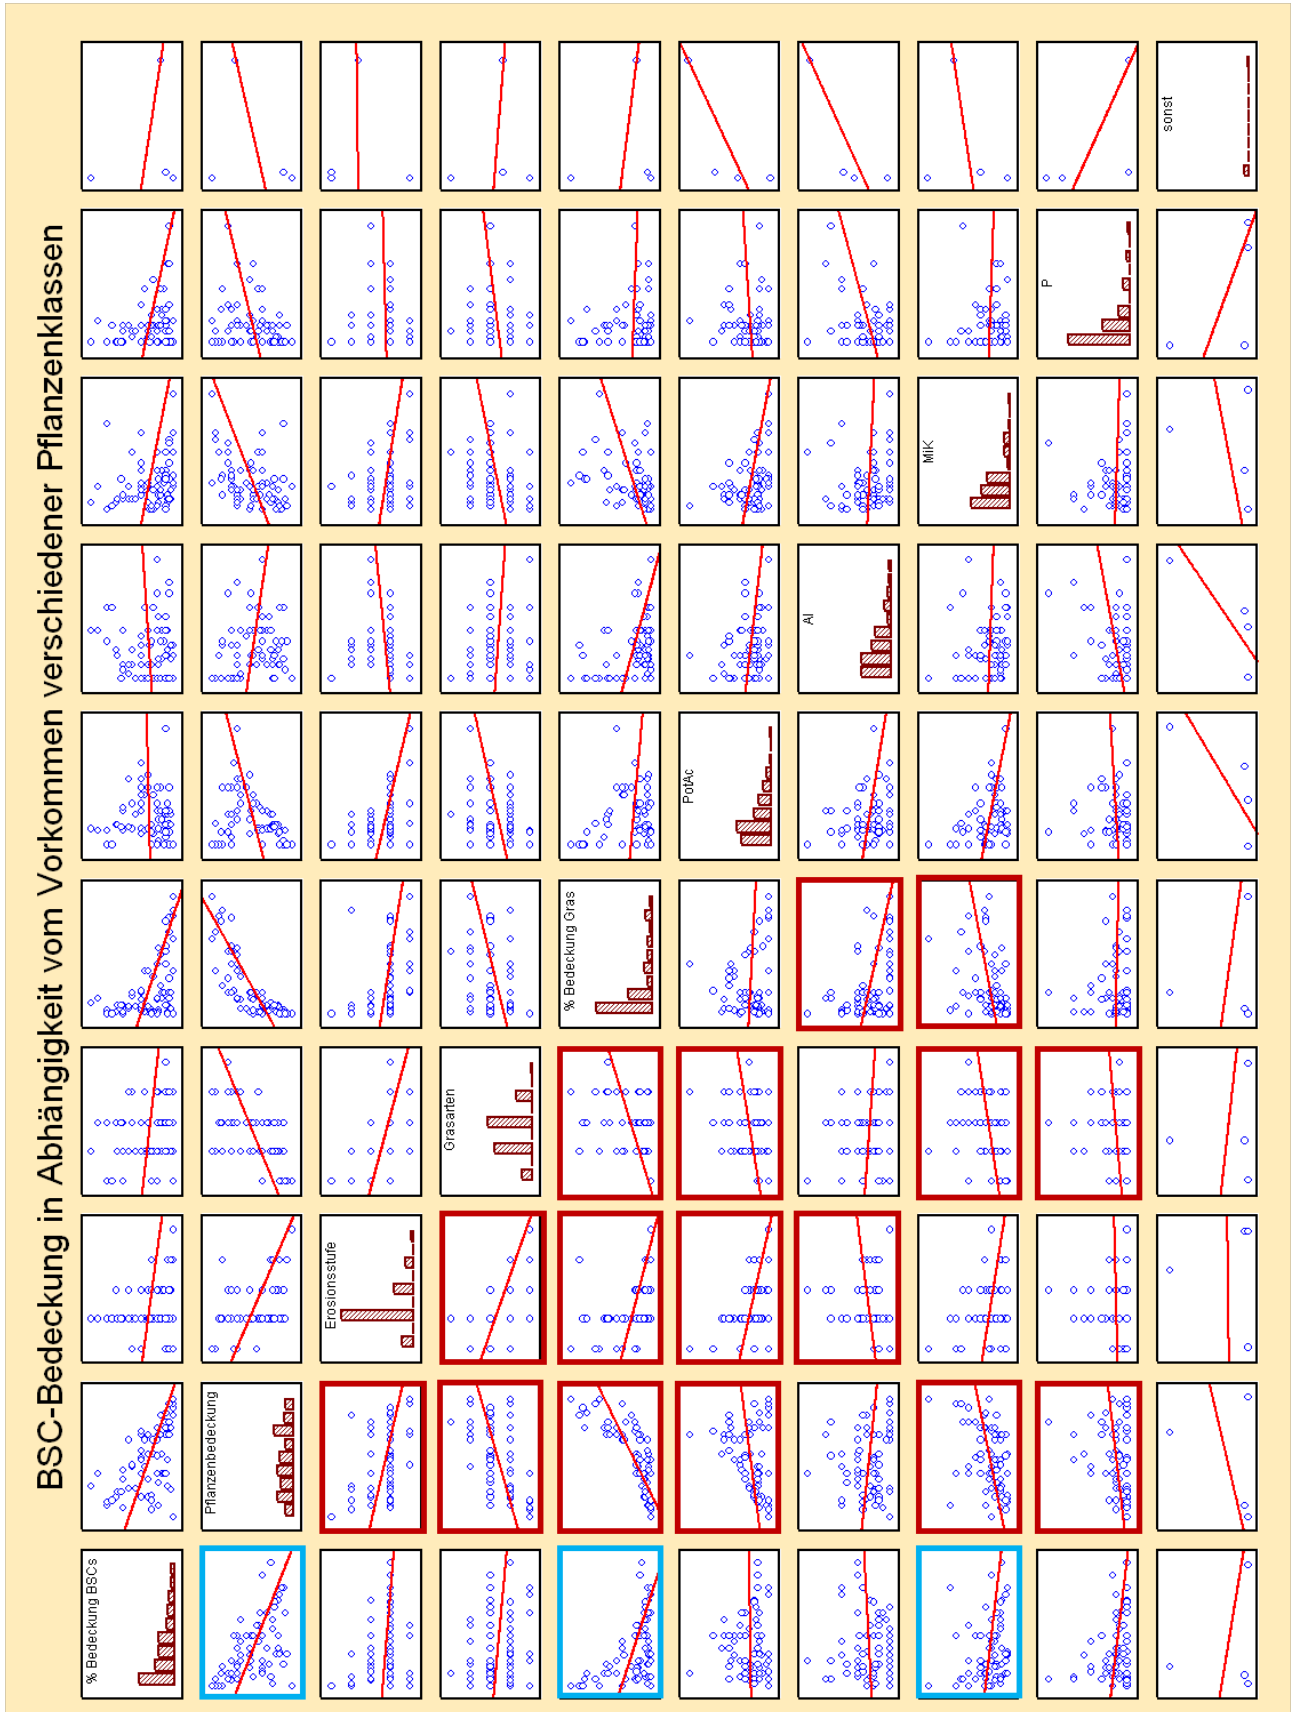 BSC-Bedeckung in Abhängigkeit vom Vorkommen verschiedener Pflanzenklassen
% Bedeckung BSCs
Pflanzenbedeckung
Erosionsstufe
Grasarten
% Bedeckung Gras
PotAc
Al
MiK
P
sonst